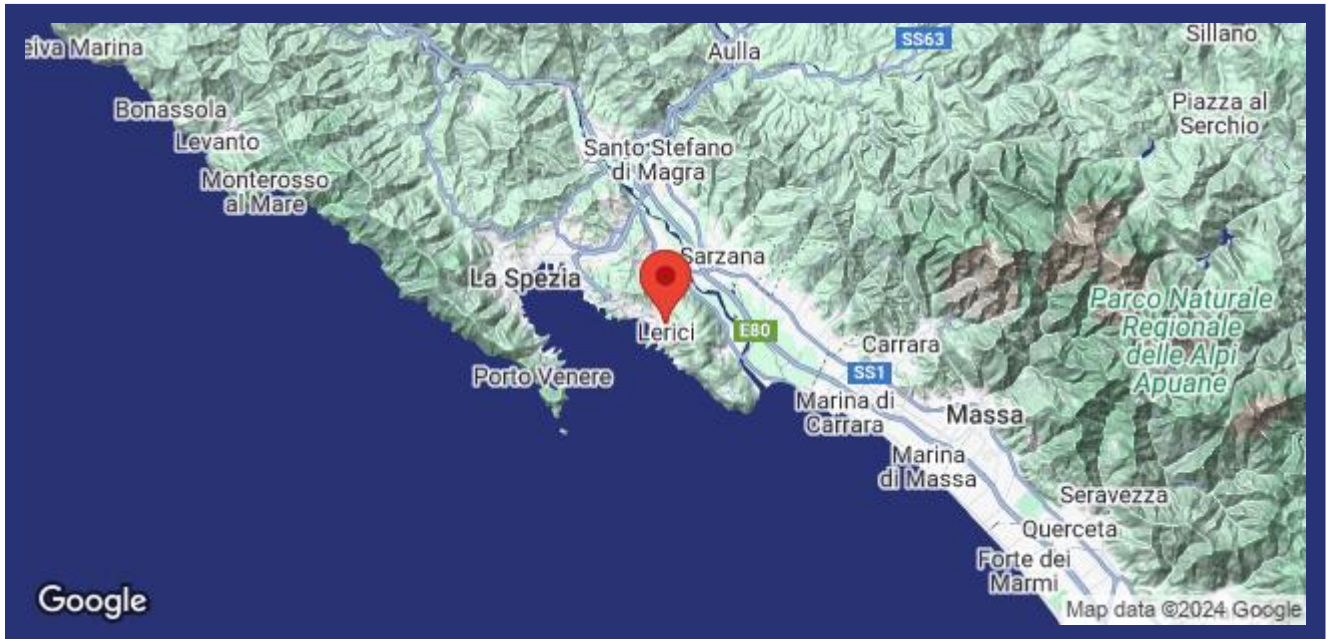 eiva Marina
Aulla
SS63
Sillano
Bonassola
Levanto
Piazza al
Serchio
Santo Stefano
di Magra
Monterosso
al Mare
Sarzana
La Spezia
Lerici
E80
Parco Naturale
Regionale
delle Alpi
Apuane
Carrara
SS1
Porto Venere
Marina di
Carrara
Massa
Marina
di Massa
Seravezza
Querceta
Forte dei
Marmi
Google
Map data ©2024 Google